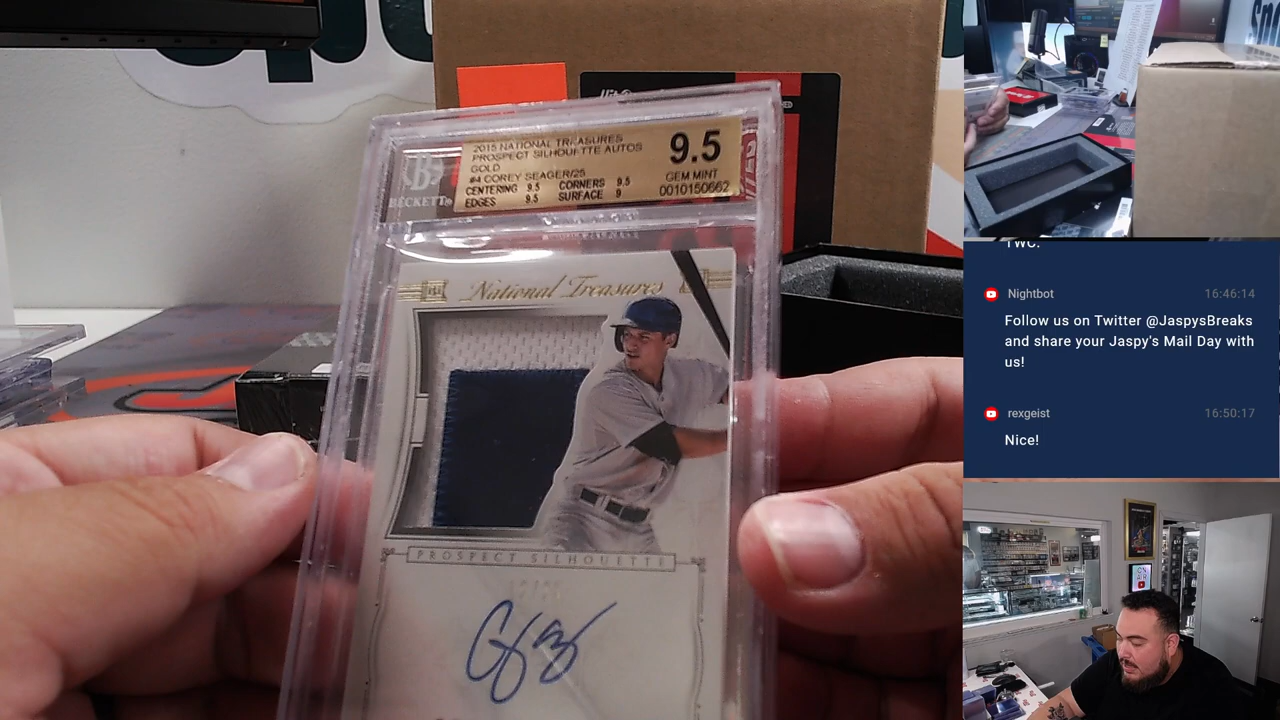 2015 NATIONAL TREASURES
PROSPECT SILHOUETTE AUTOS
GOLD
#4 COREY SEAGER/25
CENTERING 9.5 CORNERS 9.5
EDGES 9.5 SURFACE 9
9.5
GEM MINT
0010150662
BECKETT
National Treasures
PROSPECT SILHOUETTE
TWC.
Nightbot 16:46:14
Follow us on Twitter @JaspysBreaks
and share your Jaspy's Mail Day with
us!
rexgeist 16:50:17
Nice!